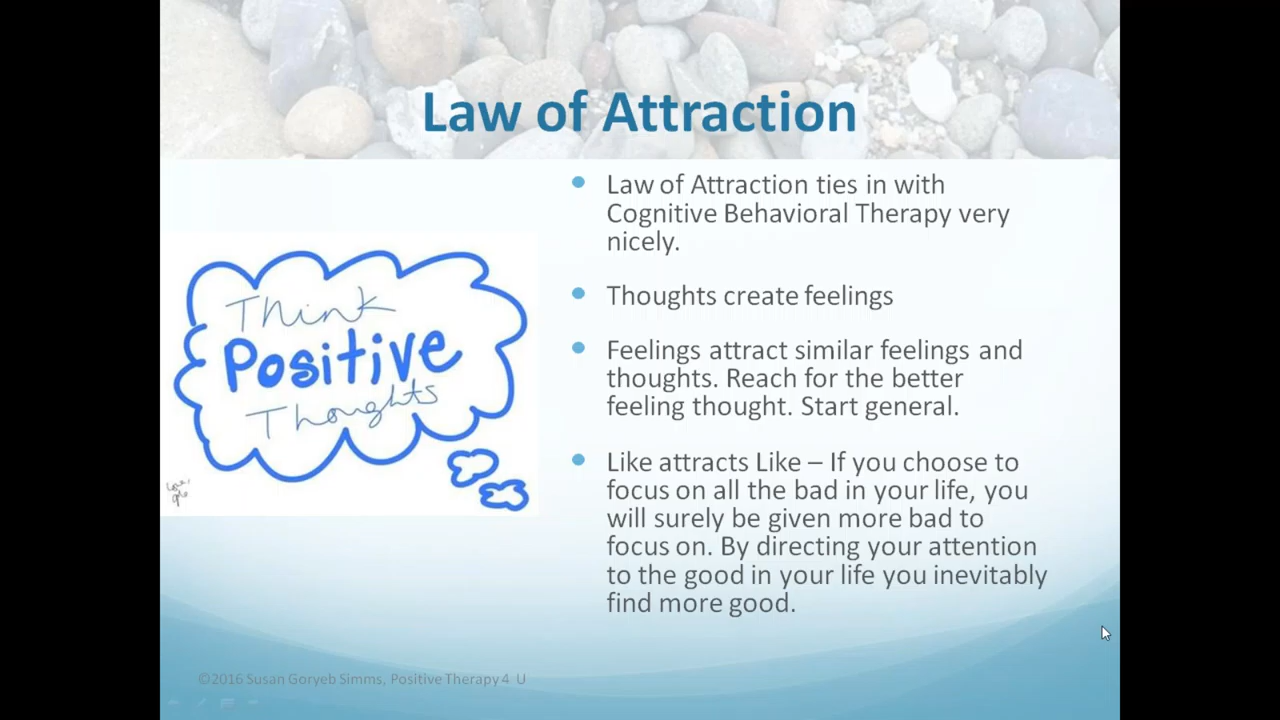 Law of Attraction
Think
Positive
Thoughts
• Law of Attraction ties in with
Cognitive Behavioral Therapy very
nicely.
• Thoughts create feelings
• Feelings attract similar feelings and
thoughts. Reach for the better
feeling thought. Start general.
• Like attracts Like – If you choose to
focus on all the bad in your life, you
will surely be given more bad to
focus on. By directing your attention
to the good in your life you inevitably
find more good.
©2016 Susan Goryeb Simms, Positive Therapy 4 U